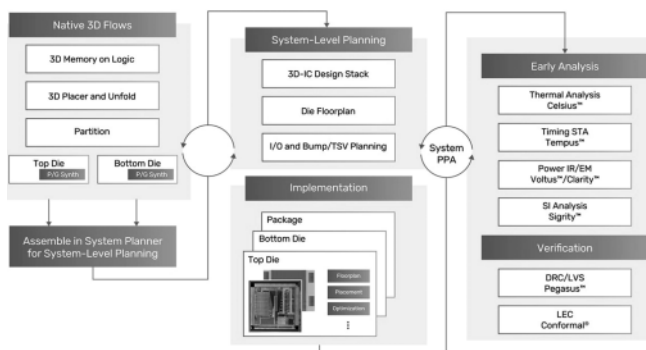 Native 3D Flows
3D Memory on Logic
3D Placer and Unfold
Partition
Top Die
P/G Synth
Bottom Die
P/G Synth
Assemble in System Planner
for System-Level Planning
System-Level Planning
3D-IC Design Stack
Die Floorplan
I/O and Bump/TSV Planning
Implementation
Package
Bottom Die
Top Die
Floorplan
Placement
Optimization
System
PPA
Early Analysis
Thermal Analysis
Celsius™
Timing STA
Tempus™
Power IR/EM
Voltus™/Clarity™
SI Analysis
Sigrity™
Verification
DRC/LVS
Pegasus™
LEC
Conformal®